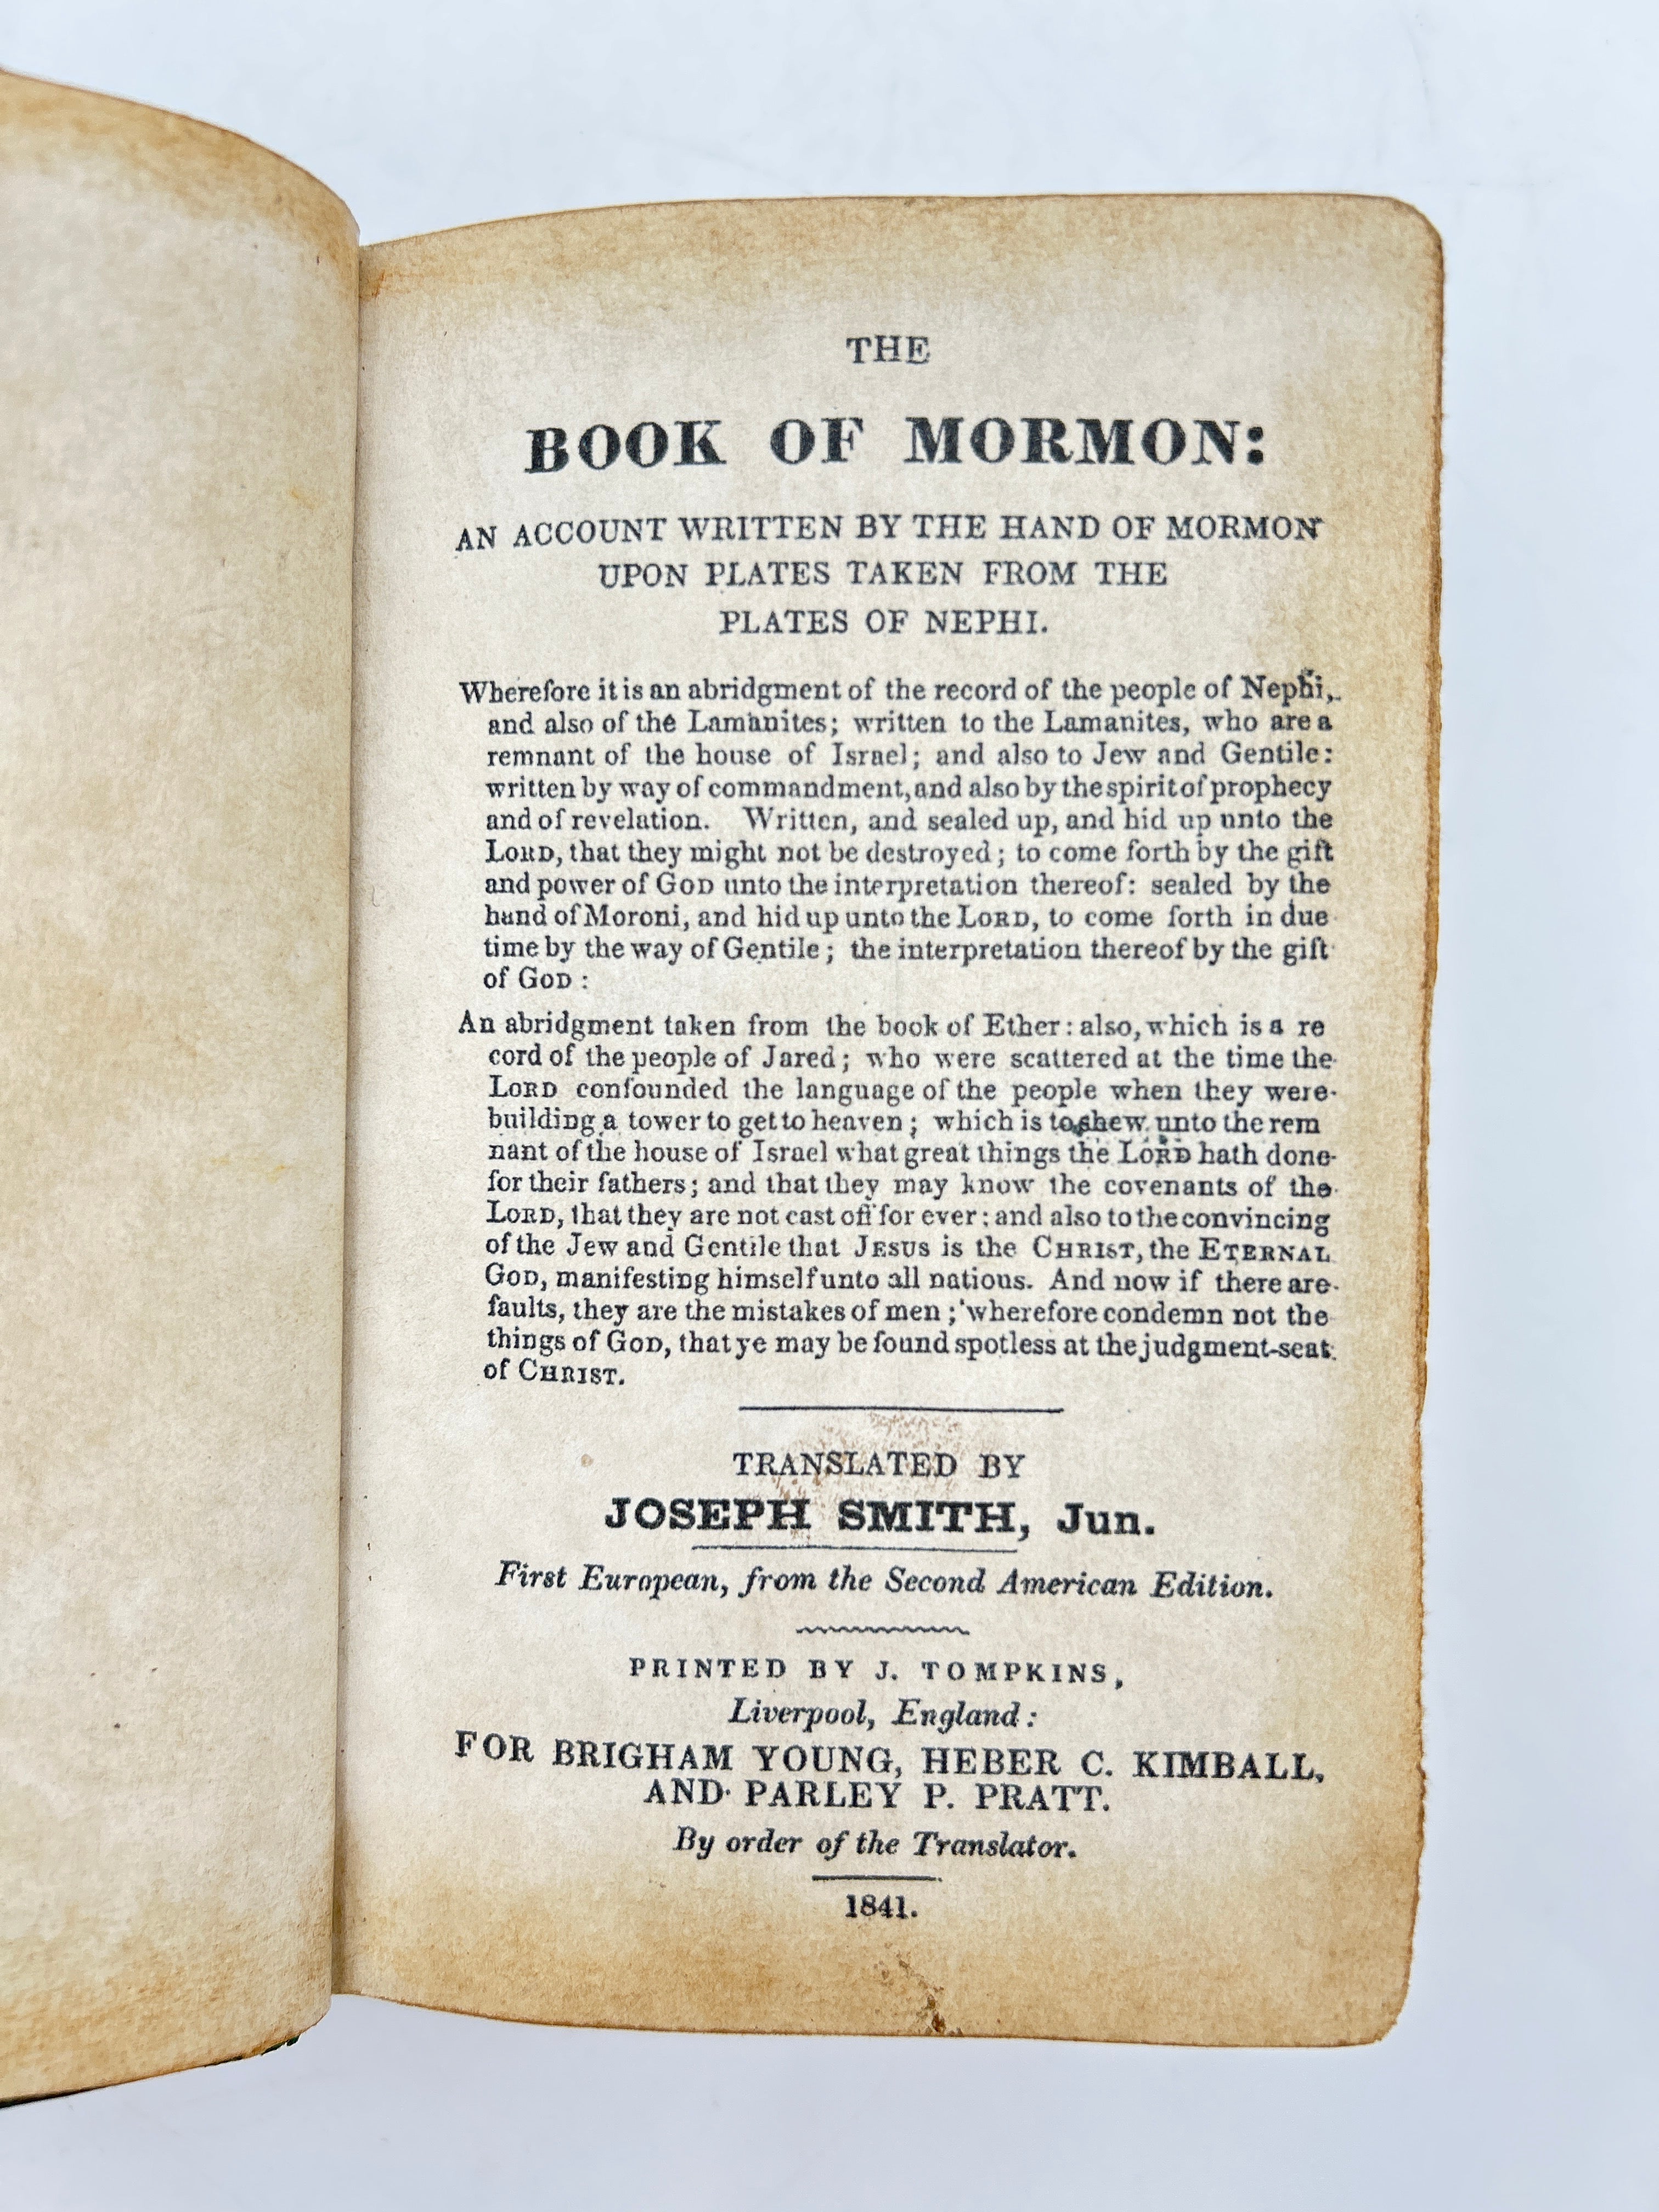 THE
BOOK OF MORMON:
AN ACCOUNT WRITTEN BY THE HAND OF MORMON
UPON PLATES TAKEN FROM THE
PLATES OF NEPHI.
Wherefore it is an abridgment of the record of the people of Nephi,
and also of the Lamanites; written to the Lamanites, who are a
remnant of the house of Israel; and also to Jew and Gentile:
written by way of commandment, and also by the spirit of prophecy
and of revelation. Written, and sealed up, and hid up unto the
LORD, that they might not be destroyed; to come forth by the gift
and power of GOD unto the interpretation thereof: sealed by the
hand of Moroni, and hid up unto the LORD, to come forth in due
time by the way of Gentile; the interpretation thereof by the gift
of GOD:
An abridgment taken from the book of Ether: also, which is a re
cord of the people of Jared; who were scattered at the time the
LORD confounded the language of the people when they were
building a tower to get to heaven; which is to shew unto the rem
nant of the house of Israel what great things the LORD hath done
for their fathers; and that they may know the covenants of the
LORD, that they are not cast off for ever: and also to the convincing
of the Jew and Gentile that JESUS is the CHRIST, the ETERNAL
GOD, manifesting himself unto all nations. And now if there are
faults, they are the mistakes of men; wherefore condemn not the
things of GOD, that ye may be found spotless at the judgment-seat
of CHRIST.
TRANSLATED BY
JOSEPH SMITH, Jun.
First European, from the Second American Edition.
PRINTED BY J. TOMPKINS,
Liverpool, England:
FOR BRIGHAM YOUNG, HEBER C. KIMBALL,
AND PARLEY P. PRATT.
By order of the Translator.
1841.